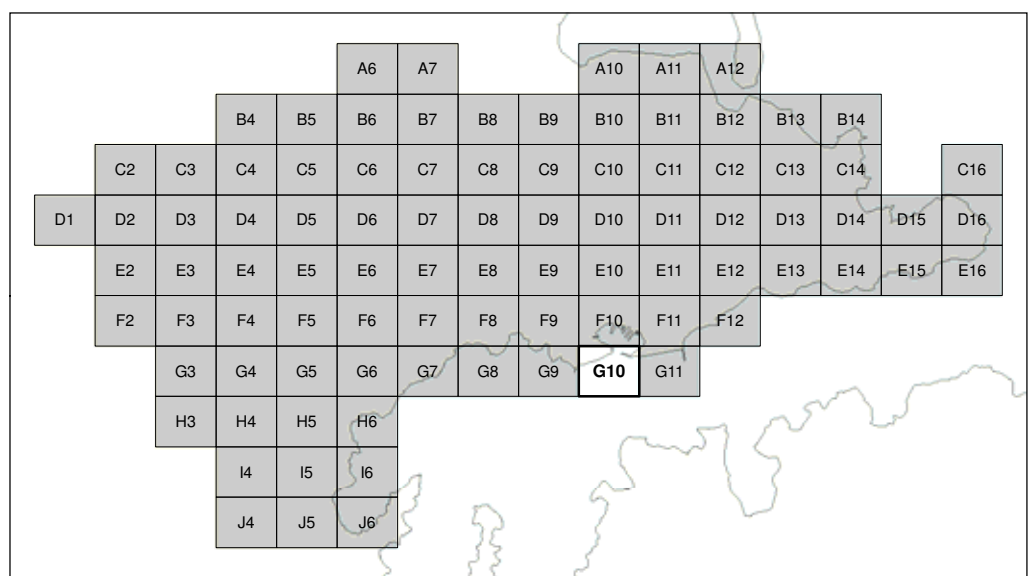 A6 A7 A10 A11 A12
B4 B5 B6 B7 B8 B9 B10 B11 B12 B13 B14
C2 C3 C4 C5 C6 C7 C8 C9 C10 C11 C12 C13 C14 C16
D1 D2 D3 D4 D5 D6 D7 D8 D9 D10 D11 D12 D13 D14 D15 D16
E2 E3 E4 E5 E6 E7 E8 E9 E10 E11 E12 E13 E14 E15 E16
F2 F3 F4 F5 F6 F7 F8 F9 F10 F11 F12
G3 G4 G5 G6 G7 G8 G9 G10 G11
H3 H4 H5 H6
I4 I5 I6
J4 J5 J6